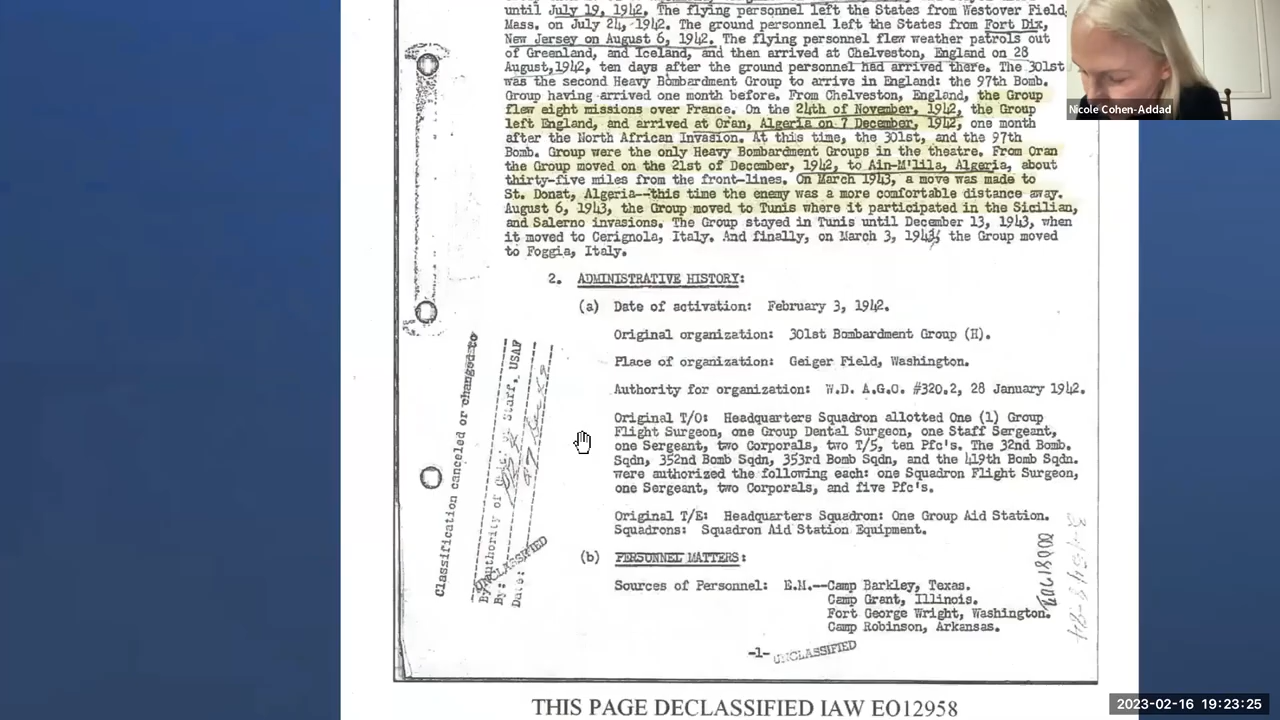 until July 19, 1942. The flying personnel left the States from Westover Field,
Mass. on July 24, 1942. The ground personnel left the States from Fort Dix,
New Jersey on August 6, 1942. The flying personnel flew weather patrols out
of Greenland, and Iceland, and then arrived at Chelveston, England on 28
August,1942, ten days after the ground personnel had arrived there. The 301st
was the second Heavy Bombardment Group to arrive in England: the 97th Bomb.
Group having arrived one month before. From Chelveston, England, the Group
flew eight missions over France. On the 24th of November, 1942, the Group
left England, and arrived at Oran, Algeria on 7 December, 1942, one month
after the North African Invasion. At this time, the 301st, and the 97th
Bomb. Group were the only Heavy Bombardment Groups in the theatre. From Oran
the Group moved on the 21st of December, 1942, to Ain-M'lila, Algeria, about
thirty-five miles from the front-lines. On March 1943, a move was made to
St. Donat, Algeria--this time the enemy was a more comfortable distance away.
August 6, 1943, the Group moved to Tunis where it participated in the Sicilian,
and Salerno invasions. The Group stayed in Tunis until December 13, 1943, when
it moved to Cerignola, Italy. And finally, on March 3, the Group moved
to Foggia, Italy.
2. ADMINISTRATIVE HISTORY:
(a) Date of activation: February 3, 1942.
Original organization: 301st Bombardment Group (H).
Place of organization: Geiger Field, Washington.
Authority for organization: W.D. A.G.O. #320.2, 28 January 1942.
Original T/O: Headquarters Squadron allotted One (1) Group
Flight Surgeon, one Group Dental Surgeon, one Staff Sergeant,
one Sergeant, two Corporals, two T/5, ten Pfc's. The 32nd Bomb.
Sqdn, 352nd Bomb Sqdn, 353rd Bomb Sqdn, and the 419th Bomb Sqdn.
were authorized the following each: one Squadron Flight Surgeon,
one Sergeant, two Corporals, and five Pfc's.
Original T/E: Headquarters Squadron: One Group Aid Station.
Squadrons: Squadron Aid Station Equipment.
(b) PERSONNEL MATTERS:
Sources of Personnel: E.M.--Camp Barkley, Texas.
Camp Grant, Illinois.
Fort George Wright, Washington.
Camp Robinson, Arkansas.
-1- UNCLASSIFIED
Classification canceled or changed to
By Authority of Staff, USAF
By:
Date:
UNCLASSIFIED
THIS PAGE DECLASSIFIED IAW EO12958
Nicole Cohen-Addad
2023-02-16 19:23:25